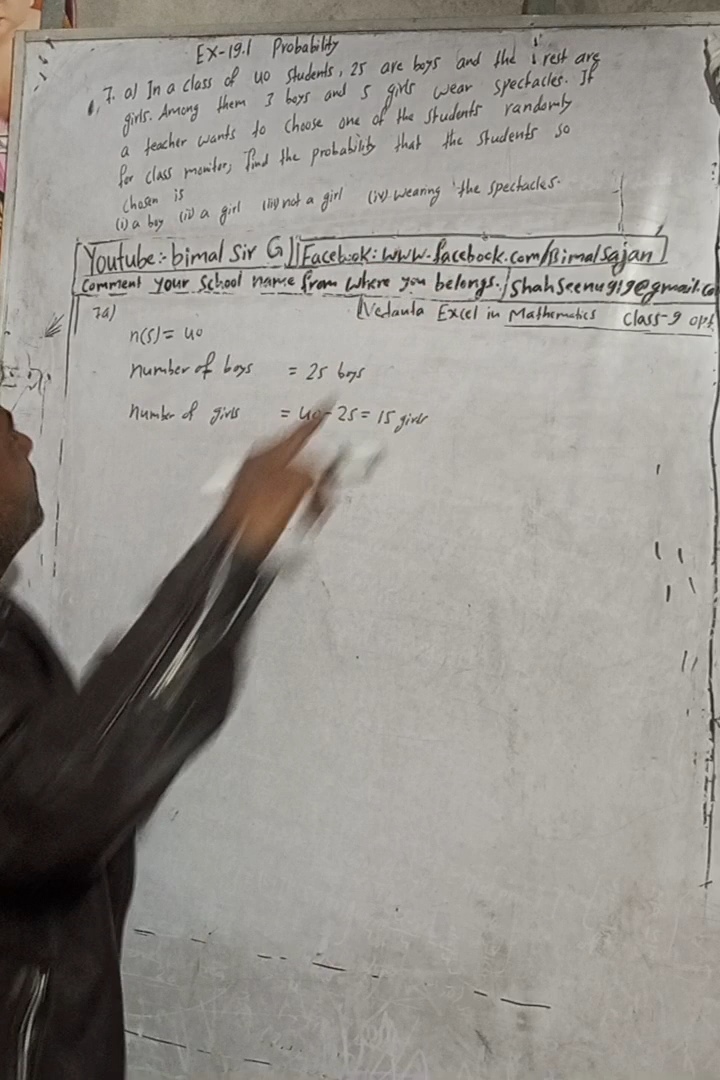 EX-19.1 Probability
7. a) In a class of 40 students, 25 are boys and the rest are
girls. Among them 3 boys and 5 girls wear spectacles. If
a teacher wants to choose one of the students randomly
for class monitor, find the probability that the students so
chosen is
(i) a boy (ii) a girl (iii) not a girl (iv) wearing the spectacles.
Youtube:- bimal Sir G || Facebook: www.facebook.com/Bimalsajan
Comment your School name from where you belongs. / Shahseenu919@gmail.co
7a) Vedanta Excel in Mathematics Class-9 opt
n(s) = 40
number of boys = 25 boys
number of girls = 40 - 25 = 15 girls